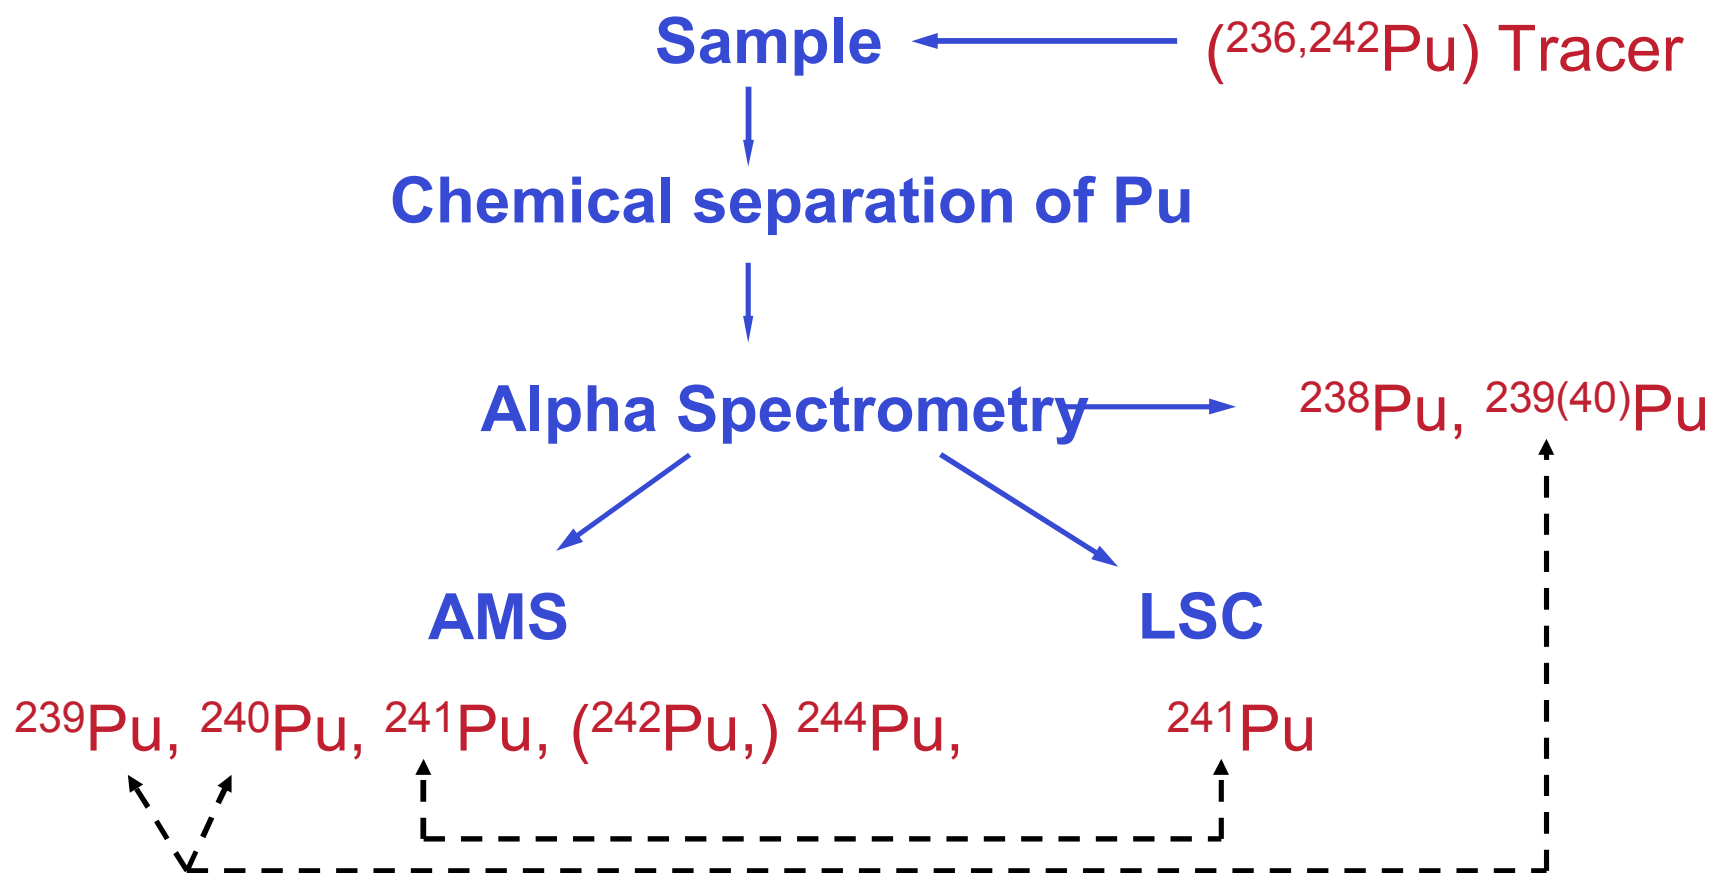 Sample
(236,242Pu) Tracer
Chemical separation of Pu
Alpha Spectrometry
238Pu, 239(40)Pu
AMS
LSC
239Pu, 240Pu, 241Pu, (242Pu,) 244Pu,
241Pu